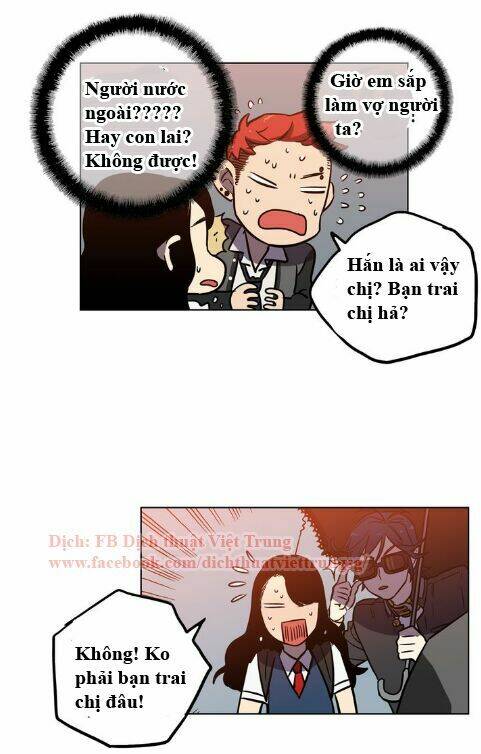 Người nước
ngoài?????
Hay con lai?
Không được!
Giờ em sắp
làm vợ người
ta?
Hắn là ai vậy
chị? Bạn trai
chị hả?
Dịch: FB Dịch thuật Việt Trung
www.facebook.com/dichthuatviettrung/
Không! Ko
phải bạn trai
chị đâu!